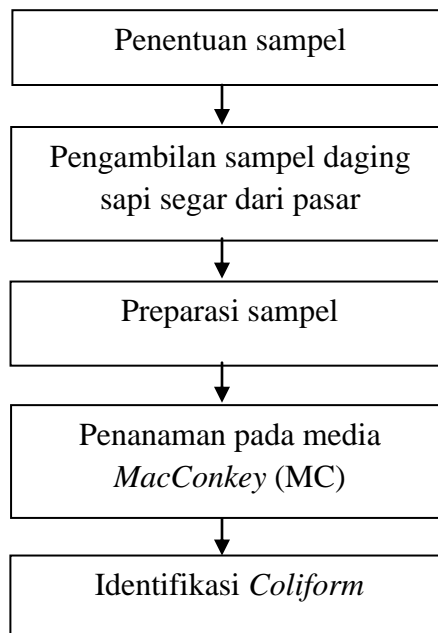 Penentuan sampel
Pengambilan sampel daging
sapi segar dari pasar
Preparasi sampel
Penanaman pada media
MacConkey (MC)
Identifikasi Coliform